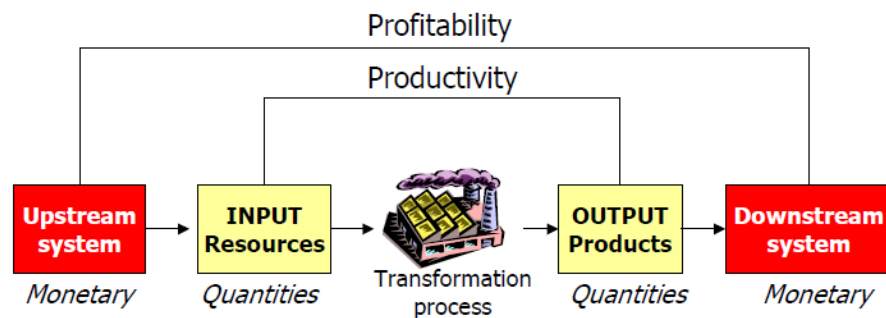 Profitability
Productivity
Upstream
system
INPUT
Resources
OUTPUT
Products
Downstream
system
Monetary
Quantities
Transformation
process
Quantities
Monetary